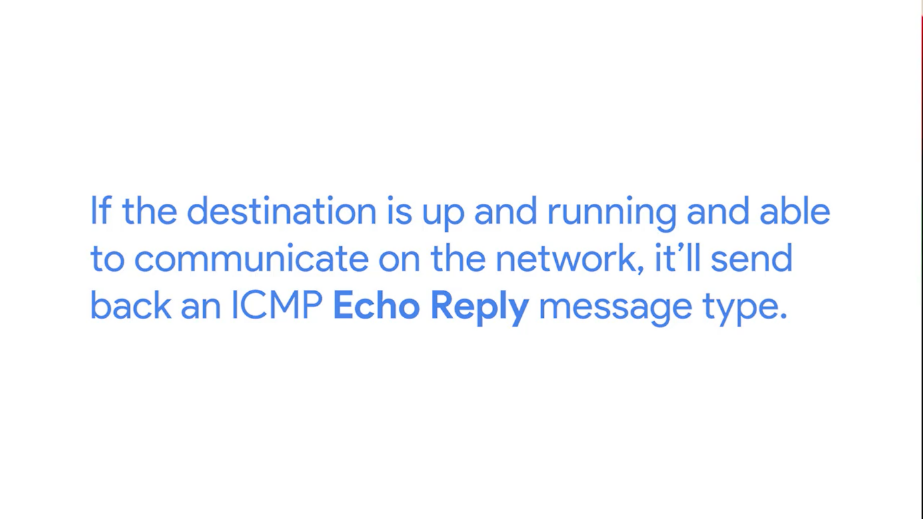 If the destination is up and running and able
to communicate on the network, it’ll send
back an ICMP Echo Reply message type.